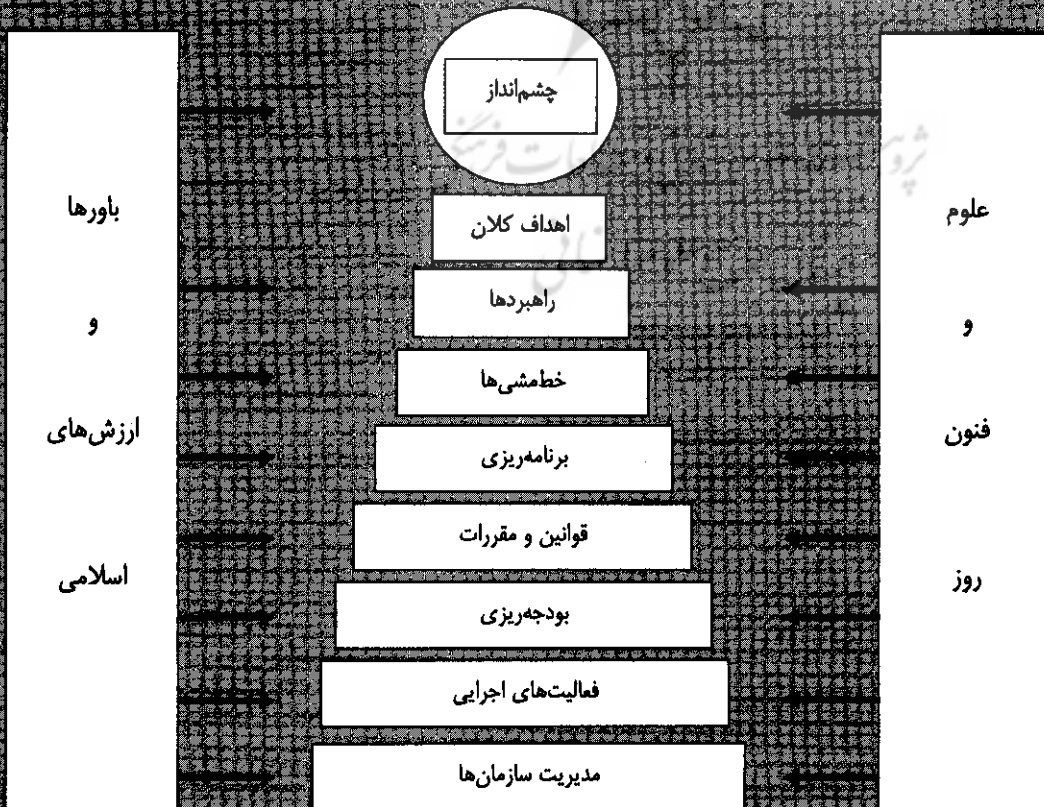 چشم‌انداز
اهداف کلان
راهبردها
خط‌مشی‌ها
برنامه‌ریزی
قوانین و مقررات
بودجه‌ریزی
فعالیت‌های اجرایی
مدیریت سازمان‌ها
علوم
و
فنون
روز
باورها
و
ارزش‌های
اسلامی